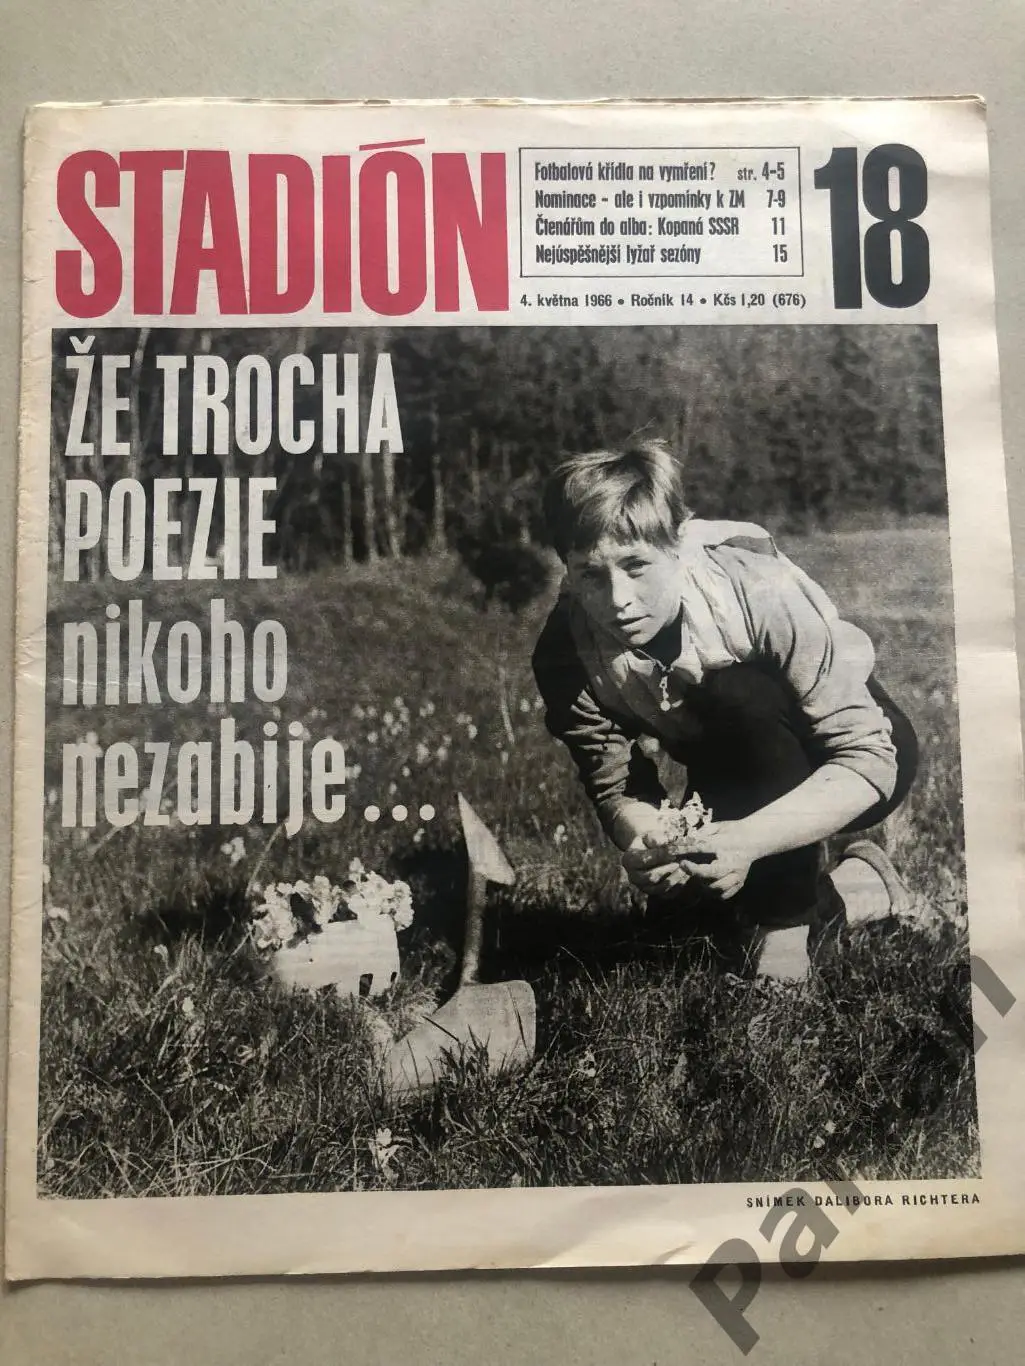 STADIÓN
Fotbalová křídla na vymření? str. 4-5
Nominace - ale i vzpomínky k ZM 7-9
Čtenářům do alba: Kopaná SSSR 11
Nejúspěšnější lyžař sezóny 15
18
4. května 1966 • Ročník 14 • Kčs 1,20 (676)
ŽE TROCHA
POEZIE
nikoho
nezabije...
SNÍMEK DALIBORA RICHTERA